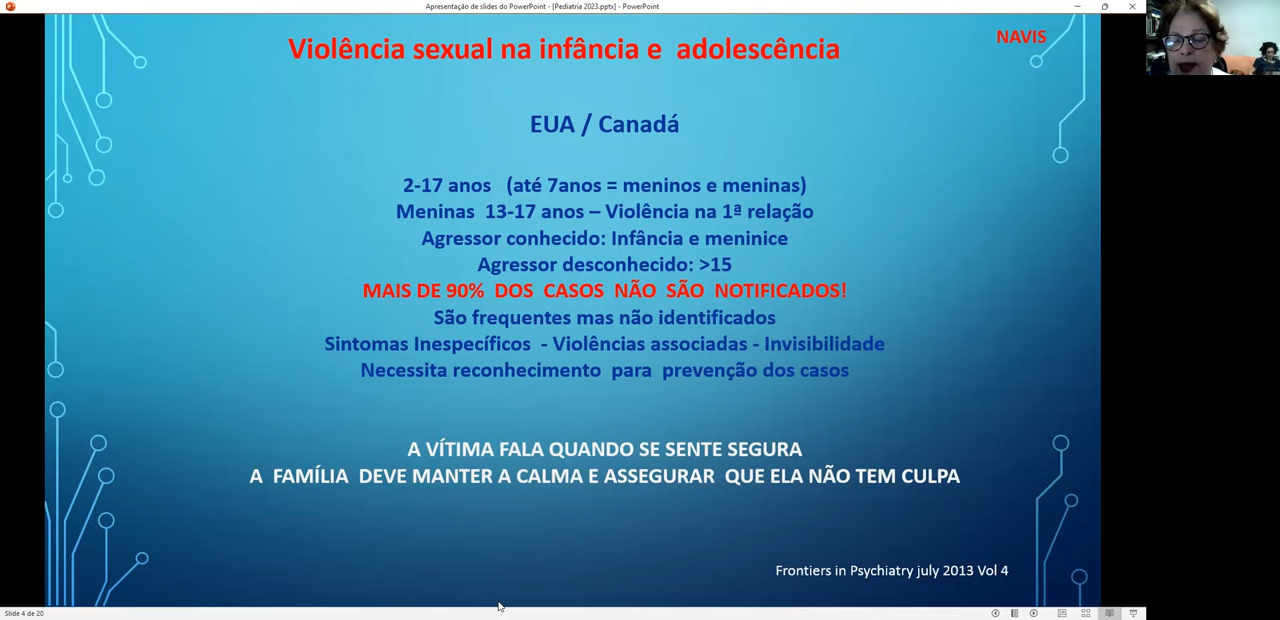 Apresentação de slides do PowerPoint - [Pediatria 2023.pptx] - PowerPoint
Violência sexual na infância e adolescência
NAVIS
EUA / Canadá
2-17 anos (até 7anos = meninos e meninas)
Meninas 13-17 anos – Violência na 1ª relação
Agressor conhecido: Infância e meninice
Agressor desconhecido: >15
MAIS DE 90% DOS CASOS NÃO SÃO NOTIFICADOS!
São frequentes mas não identificados
Sintomas Inespecíficos - Violências associadas - Invisibilidade
Necessita reconhecimento para prevenção dos casos
A VÍTIMA FALA QUANDO SE SENTE SEGURA
A FAMÍLIA DEVE MANTER A CALMA E ASSEGURAR QUE ELA NÃO TEM CULPA
Frontiers in Psychiatry july 2013 Vol 4
Slide 4 de 20